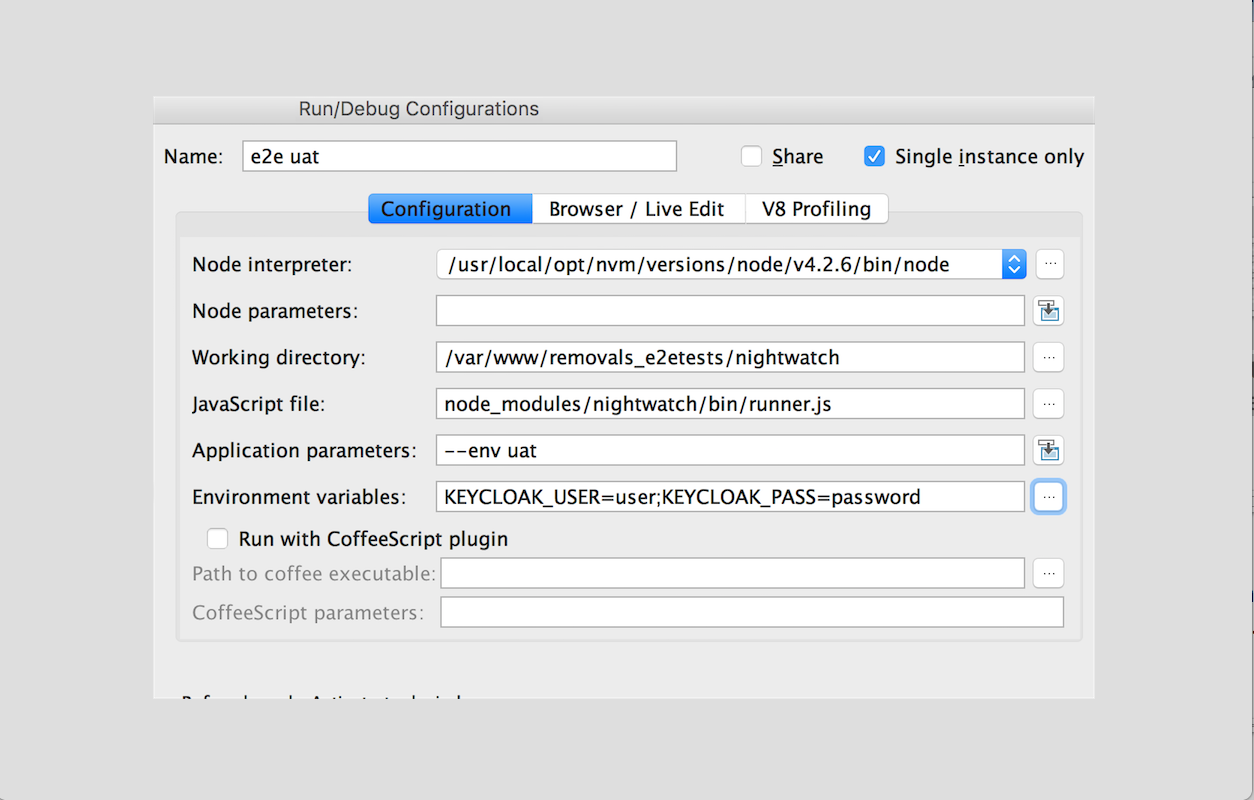 Run/Debug Configurations
Name: e2e uat Share Single instance only
Configuration Browser / Live Edit V8 Profiling
Node interpreter: /usr/local/opt/nvm/versions/node/v4.2.6/bin/node ...
Node parameters:
Working directory: /var/www/removals_e2etests/nightwatch ...
JavaScript file: node_modules/nightwatch/bin/runner.js ...
Application parameters: --env uat
Environment variables: KEYCLOAK_USER=user;KEYCLOAK_PASS=password ...
Run with CoffeeScript plugin
Path to coffee executable: ...
CoffeeScript parameters: